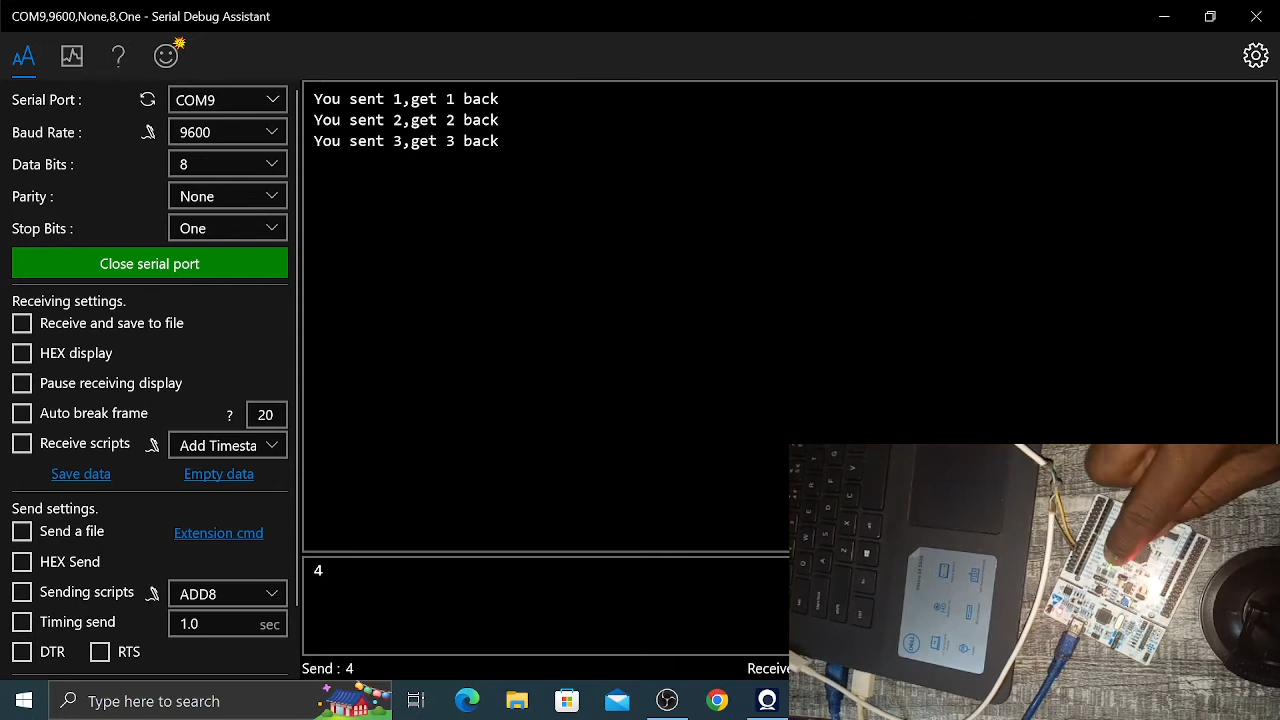 COM9,9600,None,8,One - Serial Debug Assistant
AA
?
Serial Port :
COM9
Baud Rate :
9600
Data Bits :
8
Parity :
None
Stop Bits :
One
Close serial port
Receiving settings.
Receive and save to file
HEX display
Pause receiving display
Auto break frame
?
20
Receive scripts
Add Timesta
Save data
Empty data
Send settings.
Send a file
Extension cmd
HEX Send
Sending scripts
ADD8
Timing send
1.0
sec
DTR
RTS
You sent 1,get 1 back
You sent 2,get 2 back
You sent 3,get 3 back
4
Send : 4
Receive
DELL
Type here to search